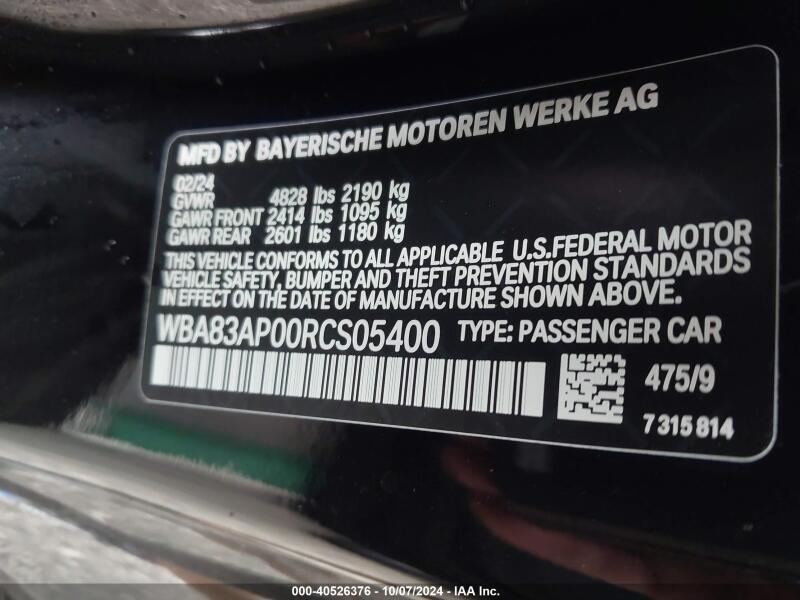 MFD BY BAYERISCHE MOTOREN WERKE AG
02/24
GVWR 4828 lbs 2190 kg
GAWR FRONT 2414 lbs 1095 kg
GAWR REAR 2601 lbs 1180 kg
THIS VEHICLE CONFORMS TO ALL APPLICABLE U.S.FEDERAL MOTOR
VEHICLE SAFETY, BUMPER AND THEFT PREVENTION STANDARDS
IN EFFECT ON THE DATE OF MANUFACTURE SHOWN ABOVE.
WBA83AP00RCS05400 TYPE: PASSENGER CAR
475/9
7 315 814
000-40526376 - 10/07/2024 - IAA Inc.